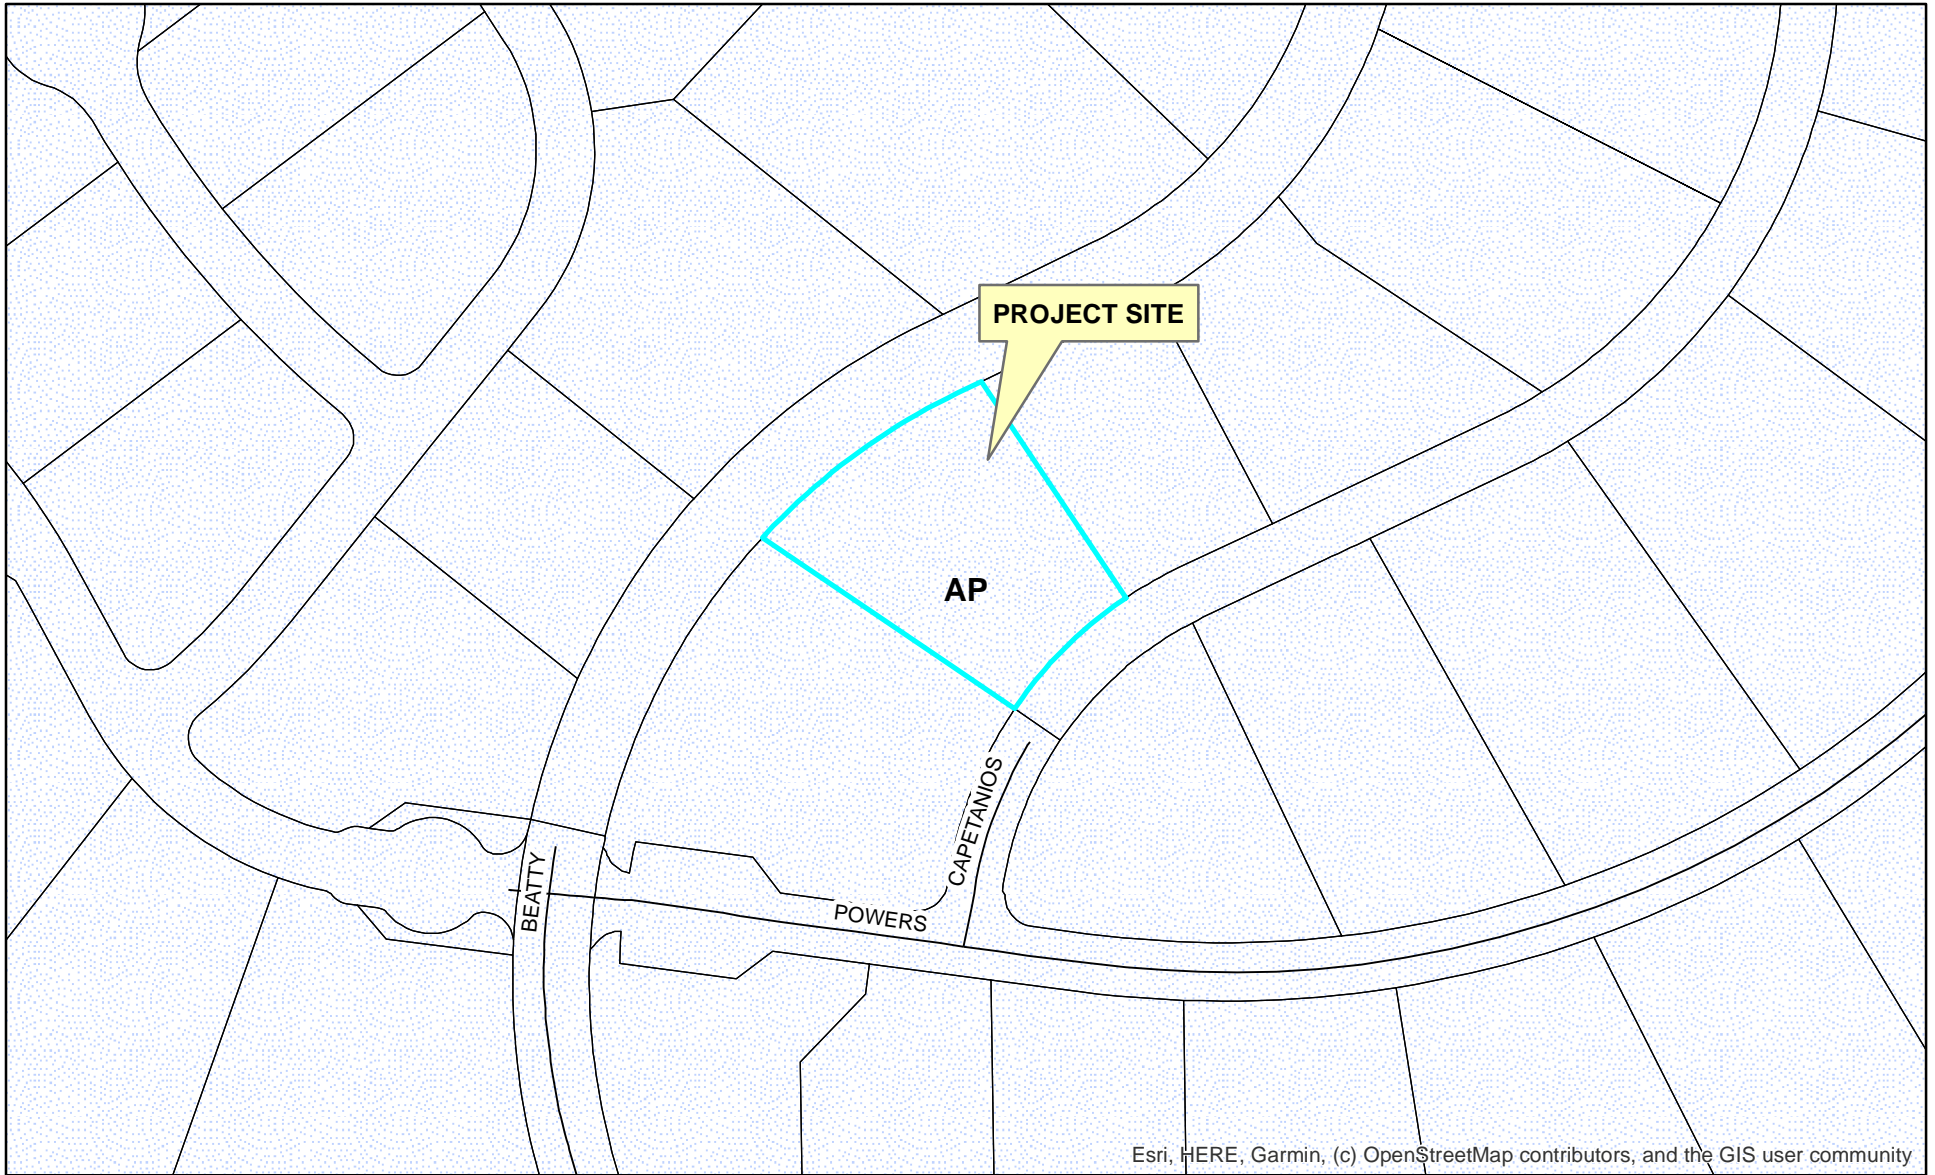 PROJECT SITE
AP
CAPETANIOS
BEATTY
POWERS
Esri, HERE, Garmin, (c) OpenStreetMap contributors, and the GIS user community